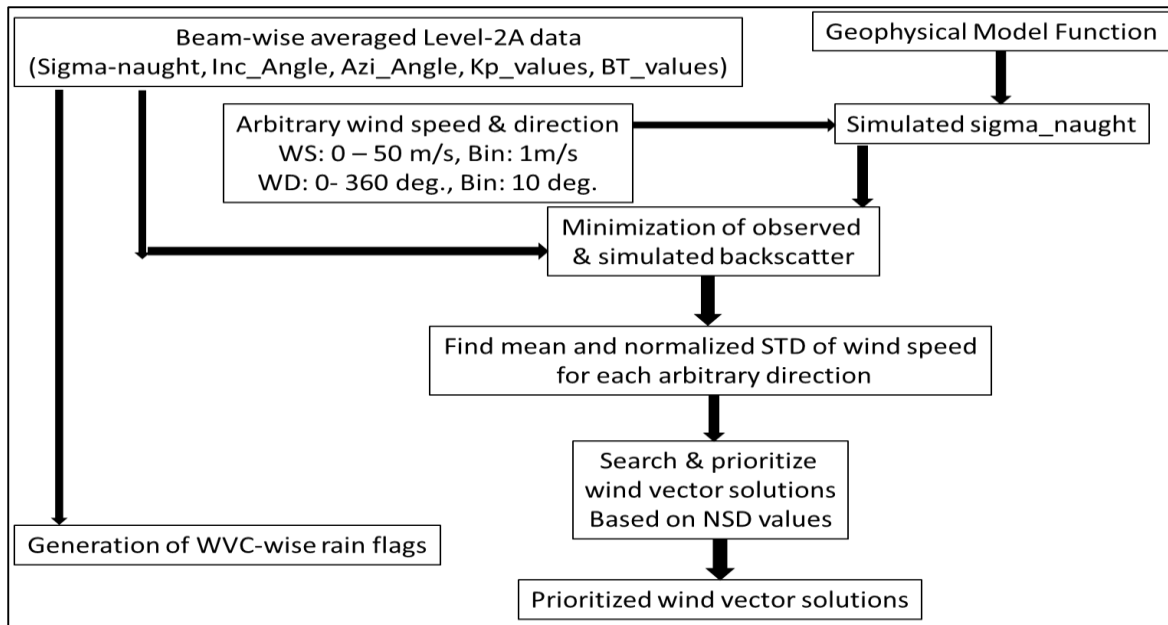 Beam-wise averaged Level-2A data
(Sigma-naught, Inc_Angle, Azi_Angle, Kp_values, BT_values)
Geophysical Model Function
Arbitrary wind speed & direction
WS: 0 – 50 m/s, Bin: 1m/s
WD: 0- 360 deg., Bin: 10 deg.
Simulated sigma_naught
Minimization of observed
& simulated backscatter
Find mean and normalized STD of wind speed
for each arbitrary direction
Search & prioritize
wind vector solutions
Based on NSD values
Generation of WVC-wise rain flags
Prioritized wind vector solutions